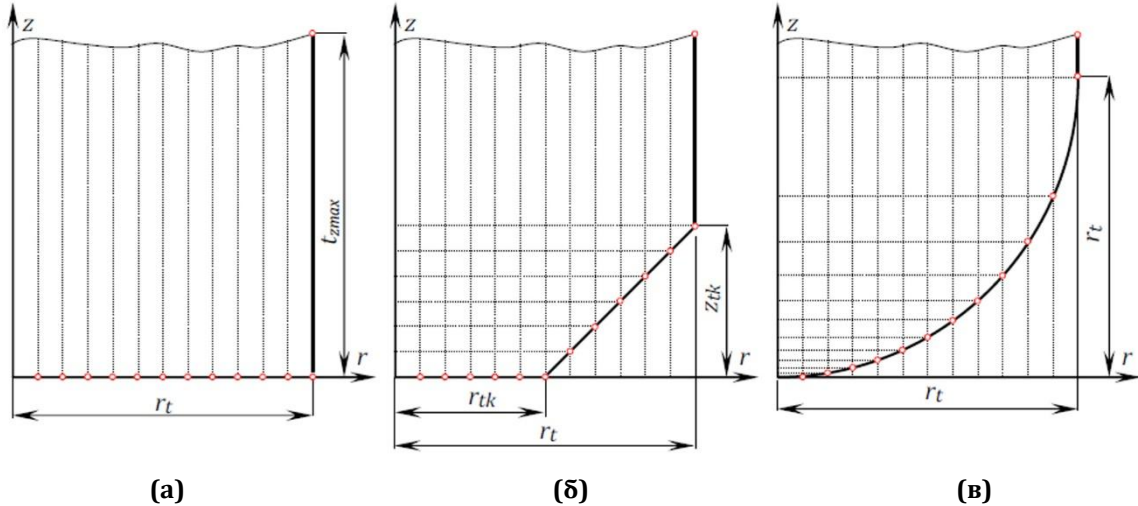 z
t_zmax
r
r_t
(а)
z
z_tk
r
r_tk
r_t
(б)
z
r_t
r
r_t
(в)